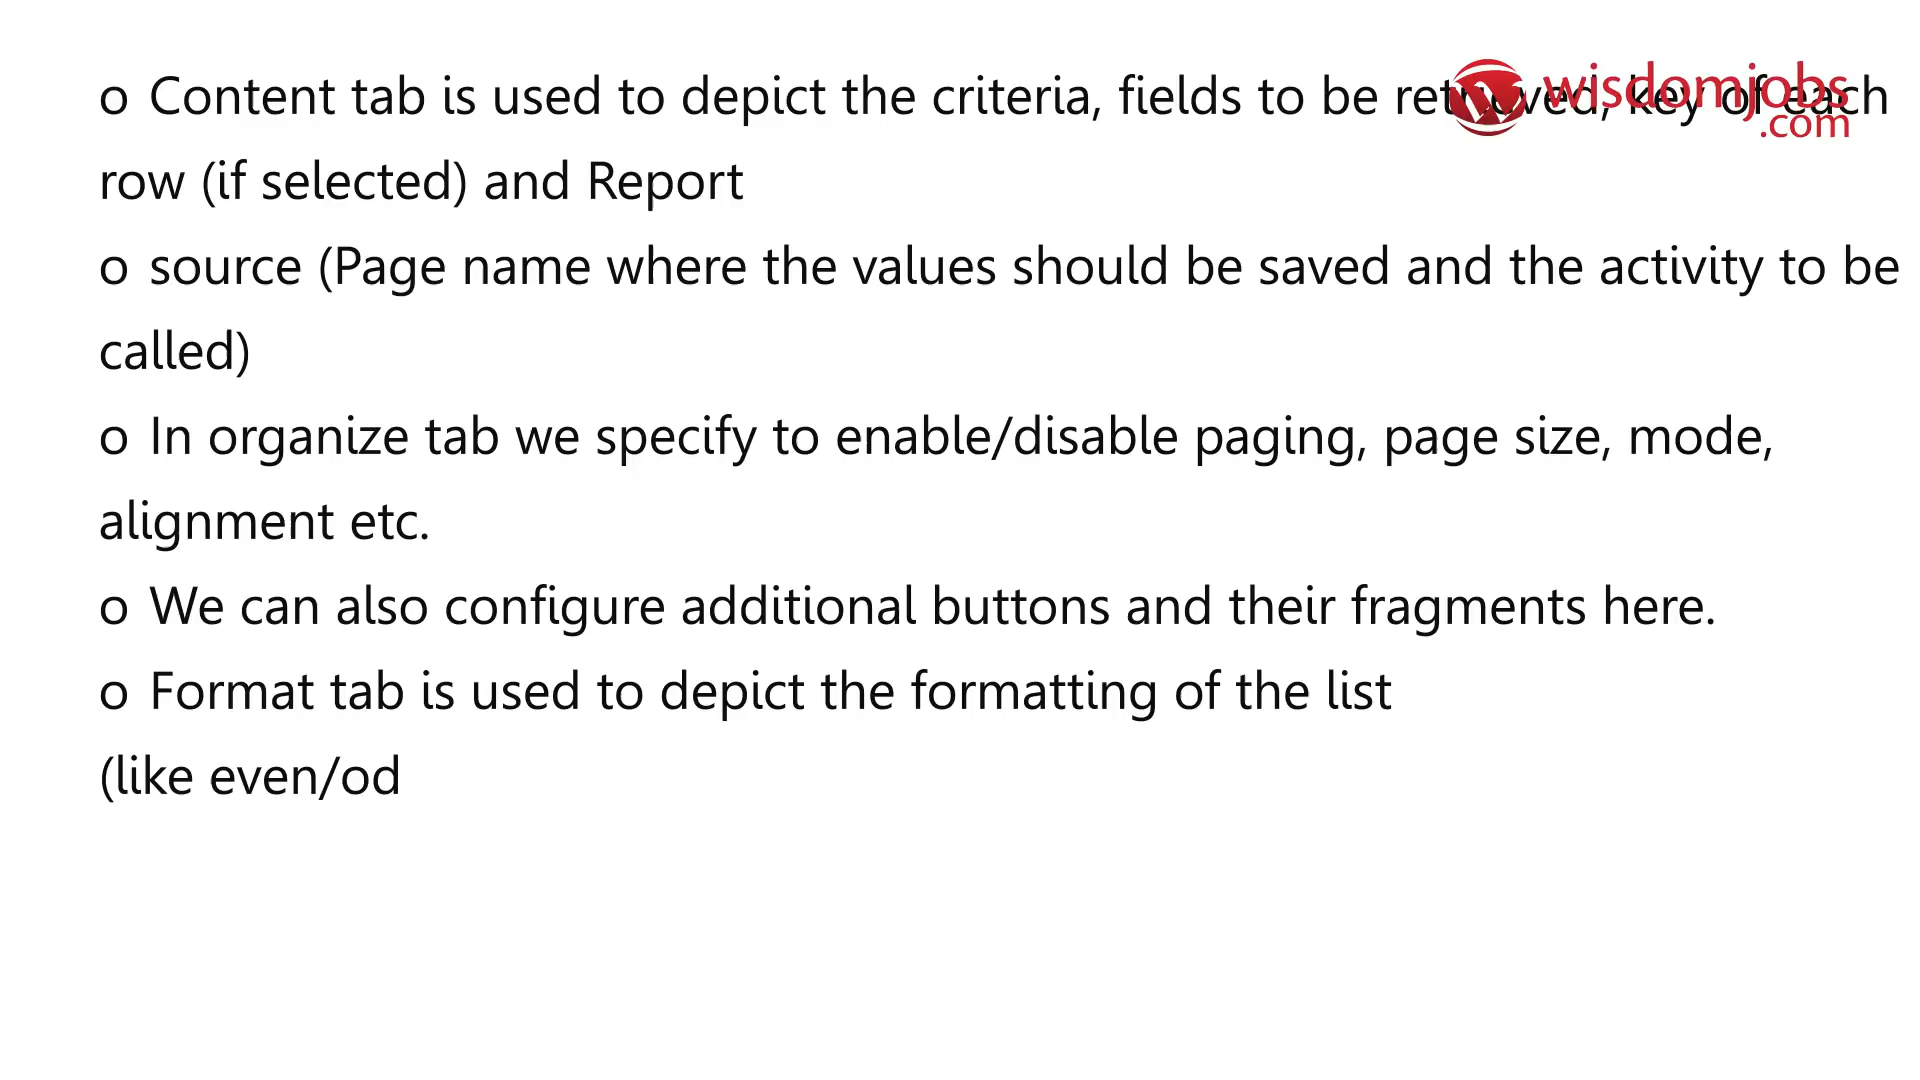 o Content tab is used to depict the criteria, fields to be retrieved, key of each
row (if selected) and Report
o source (Page name where the values should be saved and the activity to be
called)
o In organize tab we specify to enable/disable paging, page size, mode,
alignment etc.
o We can also configure additional buttons and their fragments here.
o Format tab is used to depict the formatting of the list
(like even/od
wisdomjobs
.com